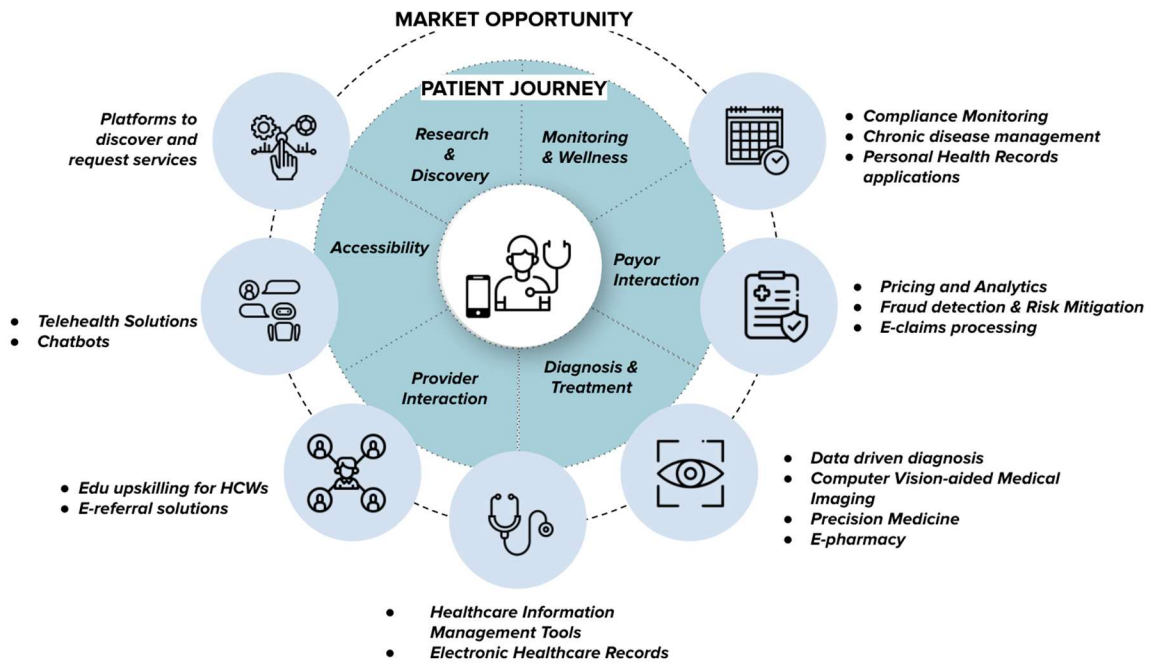 MARKET OPPORTUNITY
PATIENT JOURNEY
Research
&
Discovery
Monitoring
& Wellness
Accessibility
Payor
Interaction
Provider
Interaction
Diagnosis &
Treatment
Platforms to
discover and
request services
● Compliance Monitoring
● Chronic disease management
● Personal Health Records
applications
● Telehealth Solutions
● Chatbots
● Pricing and Analytics
● Fraud detection & Risk Mitigation
● E-claims processing
● Edu upskilling for HCWs
● E-referral solutions
● Data driven diagnosis
● Computer Vision-aided Medical
Imaging
● Precision Medicine
● E-pharmacy
● Healthcare Information
Management Tools
● Electronic Healthcare Records